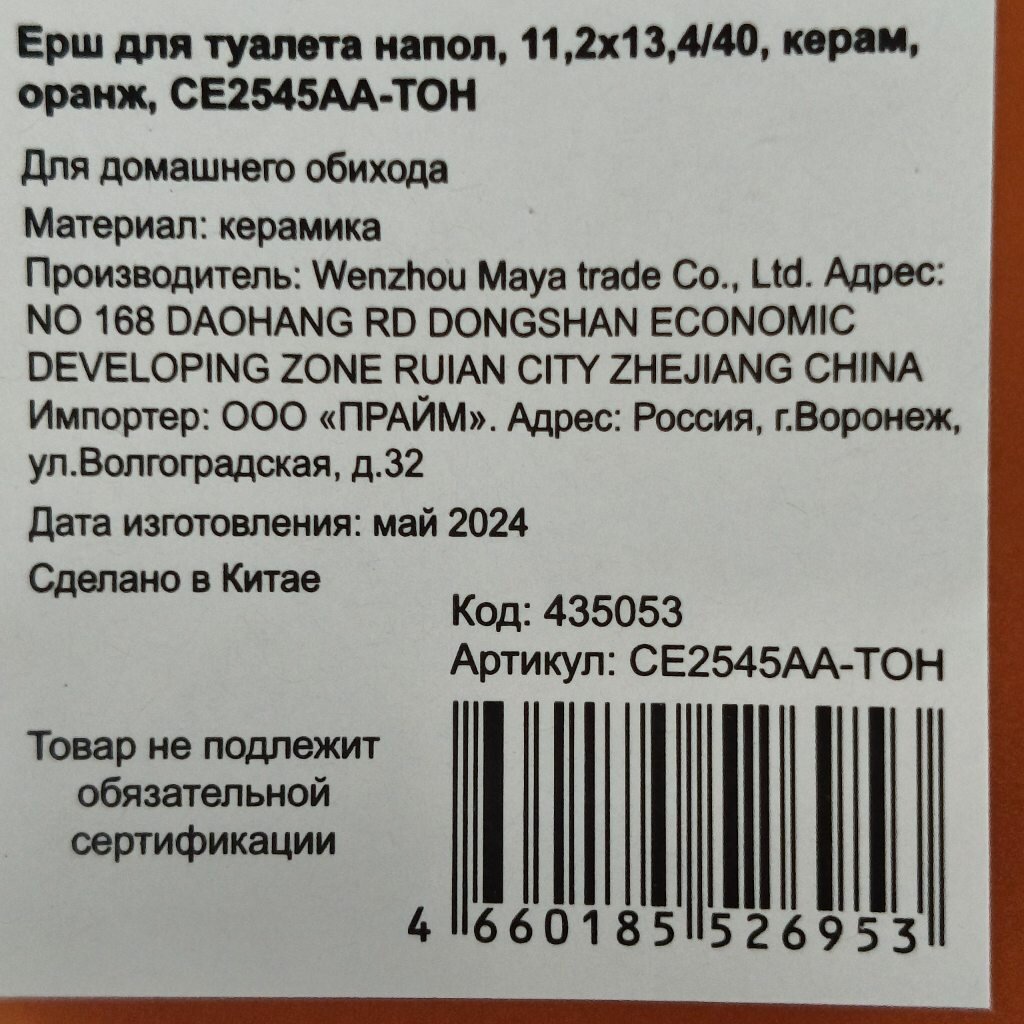 Ерш для туалета напол, 11,2х13,4/40, керам,
оранж, CE2545AA-TOH
Для домашнего обихода
Материал: керамика
Производитель: Wenzhou Maya trade Co., Ltd. Адрес:
NO 168 DAOHANG RD DONGSHAN ECONOMIC
DEVELOPING ZONE RUIAN CITY ZHEJIANG CHINA
Импортер: ООО «ПРАЙМ». Адрес: Россия, г.Воронеж,
ул.Волгоградская, д.32
Дата изготовления: май 2024
Сделано в Китае
Код: 435053
Артикул: CE2545AA-TOH
Товар не подлежит
обязательной
сертификации
4 660185 526953